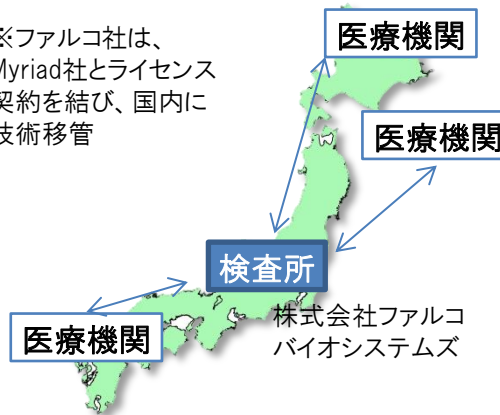 ※ファルコ社は、
Myriad社とライセンス
契約を結び、国内に
技術移管
医療機関
医療機関
検査所
株式会社ファルコ
バイオシステムズ
医療機関